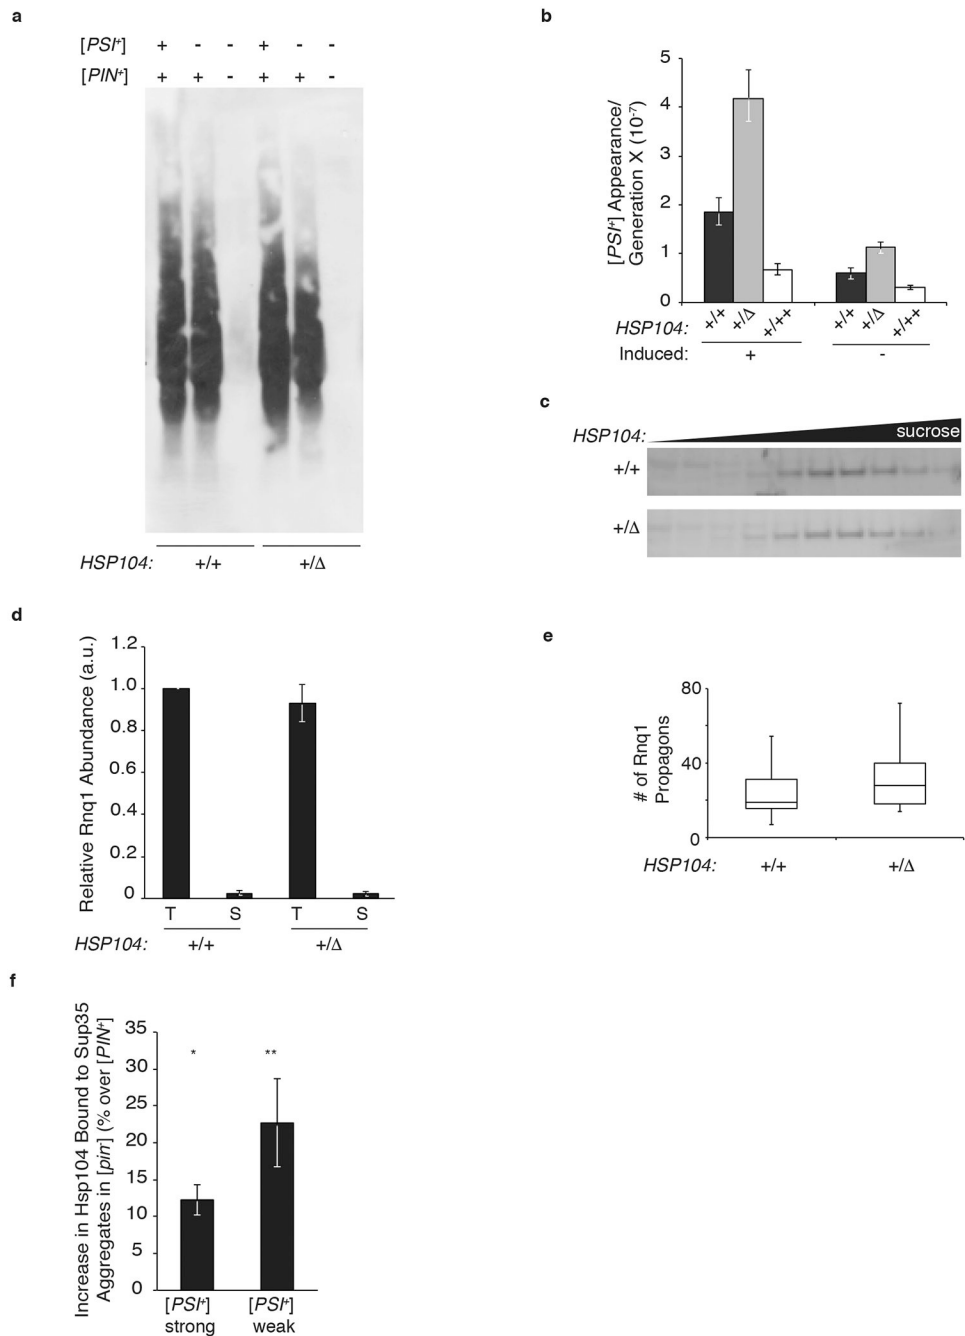 a
[PSI+] + - - + - -
[PIN+] + + - + + -
HSP104: +/+ +/Δ
b
[PSI+] Appearance/
Generation X (10-7)
5
4
3
2
1
0
HSP104: +/+ +/Δ +/++ +/+ +/Δ +/++
Induced: + -
c
HSP104: sucrose
+/+
+/Δ
d
Relative Rnq1 Abundance (a.u.)
1.2
1.0
0.8
0.6
0.4
0.2
0
T S T S
HSP104: +/+ +/Δ
e
# of Rnq1
Propagons
80
40
0
HSP104: +/+ +/Δ
f
Increase in Hsp104 Bound to Sup35
Aggregates in [pin-] (% over [PIN+]
35
30
25
20
15
10
5
0
* **
[PSI+] [PSI+]
strong weak